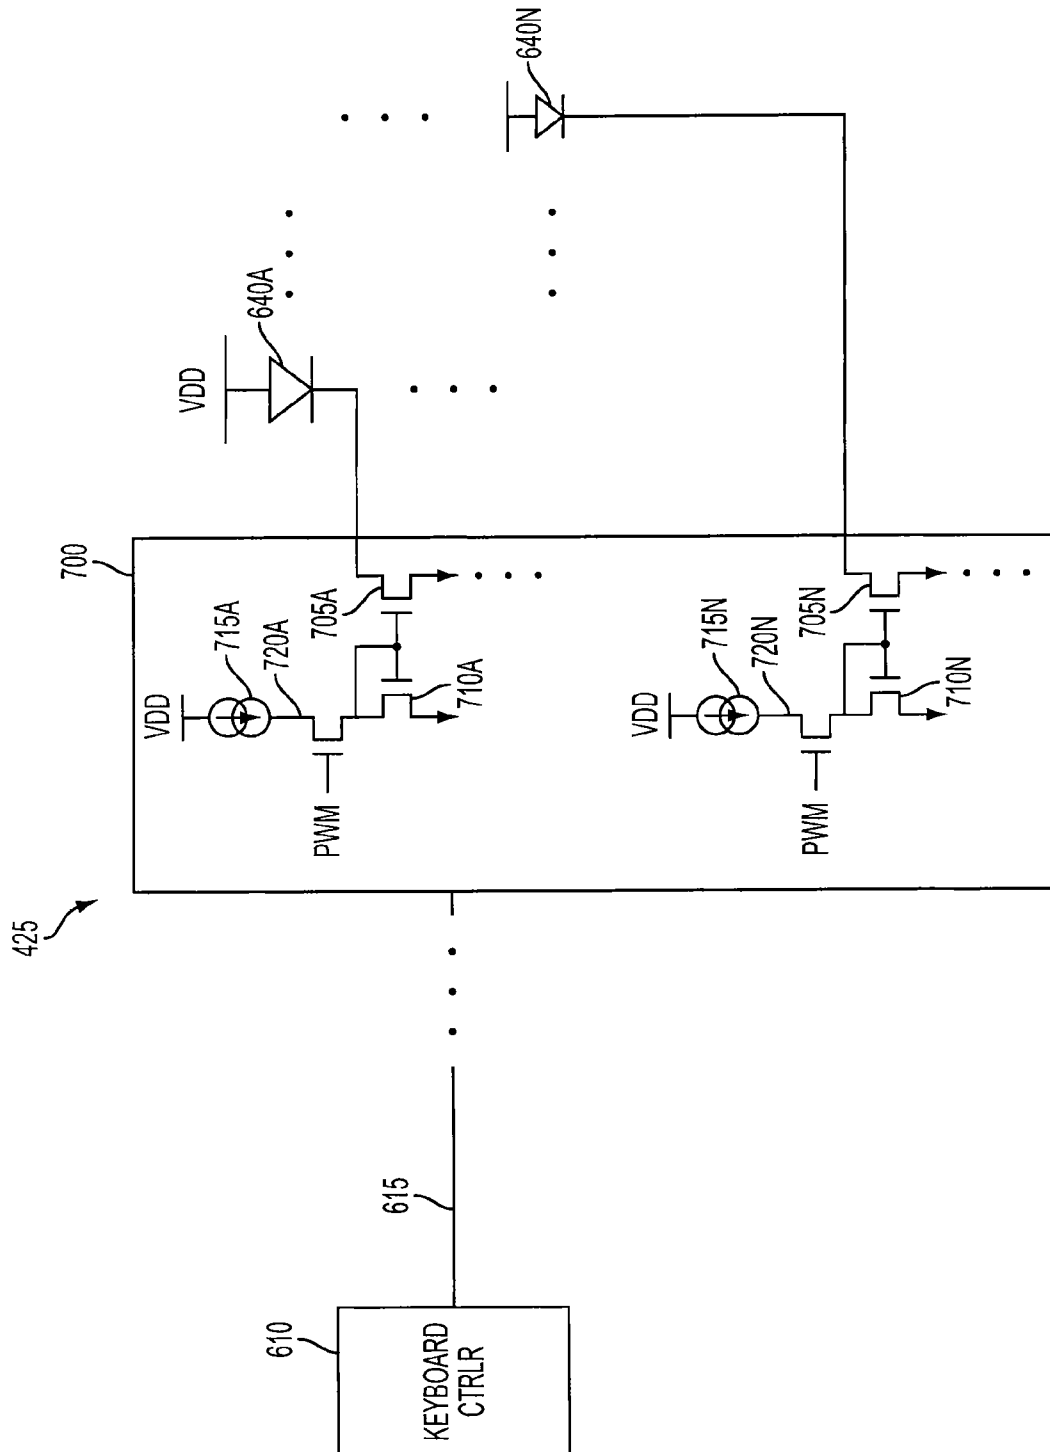 640N
640A
VDD
700
715A
720A
705A
VDD
710A
PWM
715N
720N
705N
VDD
710N
PWM
425
615
610
KEYBOARD
CTRLR